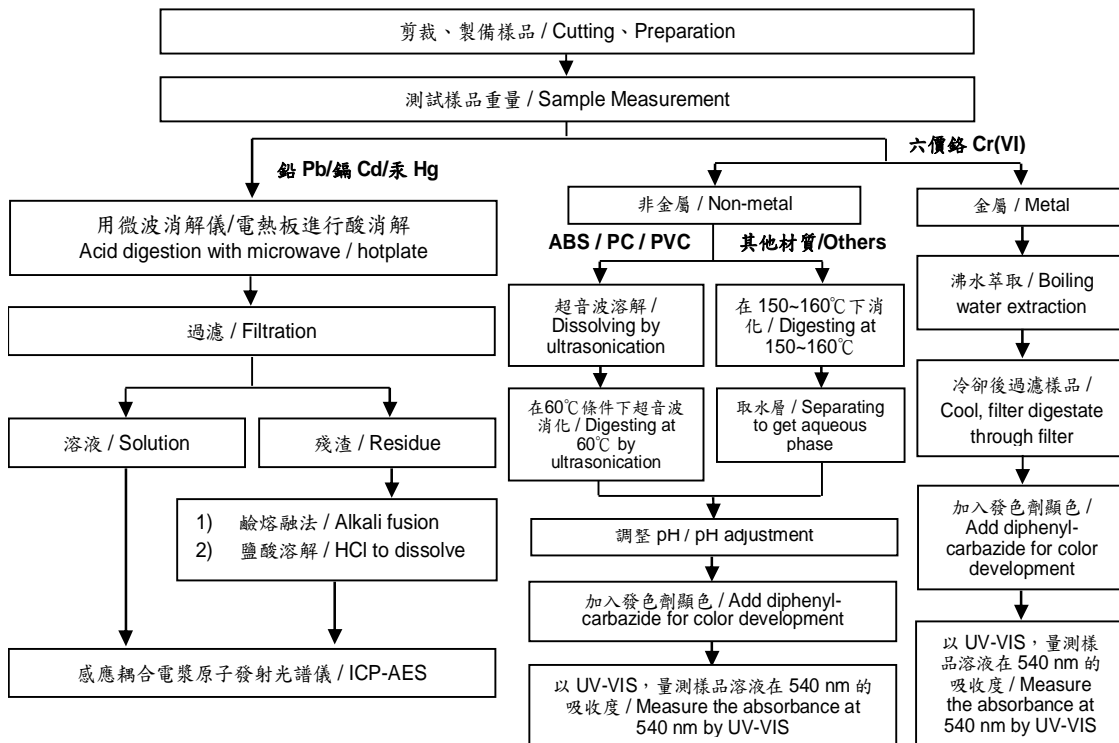 剪裁、製備樣品 / Cutting、Preparation
測試樣品重量 / Sample Measurement
鉛 Pb/鎘 Cd/汞 Hg
六價鉻 Cr(VI)
用微波消解儀/電熱板進行酸消解
Acid digestion with microwave / hotplate
過濾 / Filtration
溶液 / Solution
殘渣 / Residue
1) 鹼熔融法 / Alkali fusion
2) 鹽酸溶解 / HCl to dissolve
感應耦合電漿原子發射光譜儀 / ICP-AES
非金屬 / Non-metal
ABS / PC / PVC
其他材質/Others
超音波溶解 /
Dissolving by
ultrasonication
在60℃條件下超音波
消化 / Digesting at
60℃ by
ultrasonication
在 150~160℃下消
化 / Digesting at
150~160℃
取水層 / Separating
to get aqueous
phase
調整 pH / pH adjustment
加入發色劑顯色 / Add diphenyl-
carbazide for color development
以 UV-VIS，量測樣品溶液在 540 nm 的
吸收度 / Measure the absorbance at
540 nm by UV-VIS
金屬 / Metal
沸水萃取 / Boiling
water extraction
冷卻後過濾樣品 /
Cool, filter digestate
through filter
加入發色劑顯色 /
Add diphenyl-
carbazide for color
development
以 UV-VIS，量測樣
品溶液在 540 nm 的
吸收度 / Measure
the absorbance at
540 nm by UV-VIS